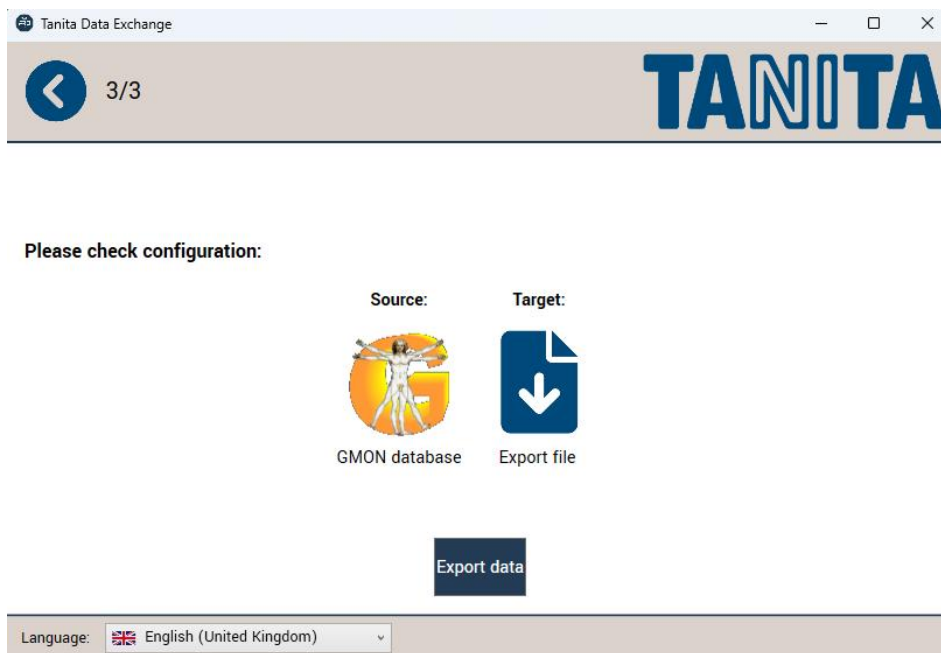 Tanita Data Exchange
3/3
TANITA
Please check configuration:
Source: Target:
G
GMON database Export file
Export data
Language: English (United Kingdom)